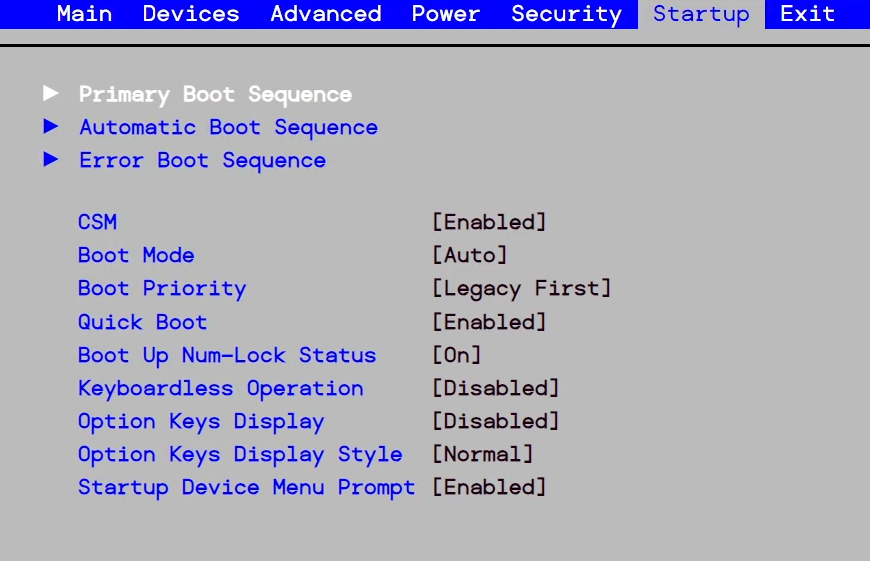 Main Devices Advanced Power Security Startup Exit
▶ Primary Boot Sequence
▶ Automatic Boot Sequence
▶ Error Boot Sequence
CSM [Enabled]
Boot Mode [Auto]
Boot Priority [Legacy First]
Quick Boot [Enabled]
Boot Up Num-Lock Status [On]
Keyboardless Operation [Disabled]
Option Keys Display [Disabled]
Option Keys Display Style [Normal]
Startup Device Menu Prompt [Enabled]